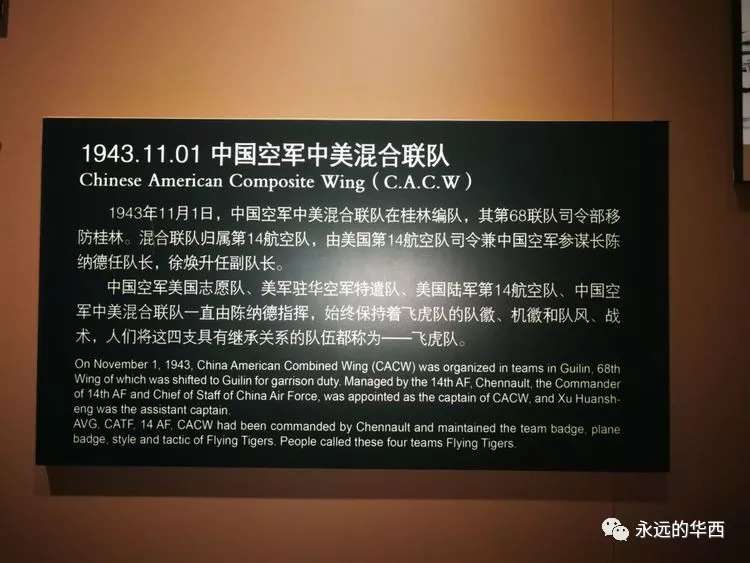 1943.11.01 中国空军中美混合联队
Chinese American Composite Wing ( C.A.C.W )
1943年11月1日，中国空军中美混合联队在桂林编队，其第68联队司令部移
防桂林。混合联队归属第14航空队，由美国第14航空队司令兼中国空军参谋长陈
纳德任队长，徐焕升任副队长。
中国空军美国志愿队、美军驻华空军特遣队、美国陆军第14航空队、中国空
军中美混合联队一直由陈纳德指挥，始终保持着飞虎队的队徽、机徽和队风、战
术，人们将这四支具有继承关系的队伍都称为——飞虎队。
On November 1, 1943, China American Combined Wing (CACW) was organized in teams in Guilin, 68th
Wing of which was shifted to Guilin for garrison duty. Managed by the 14th AF, Chennault, the Commander
of 14th AF and Chief of Staff of China Air Force, was appointed as the captain of CACW, and Xu Huansh-
eng was the assistant captain.
AVG, CATF, 14 AF, CACW had been commanded by Chennault and maintained the team badge, plane
badge, style and tactic of Flying Tigers. People called these four teams Flying Tigers.
永远的华西